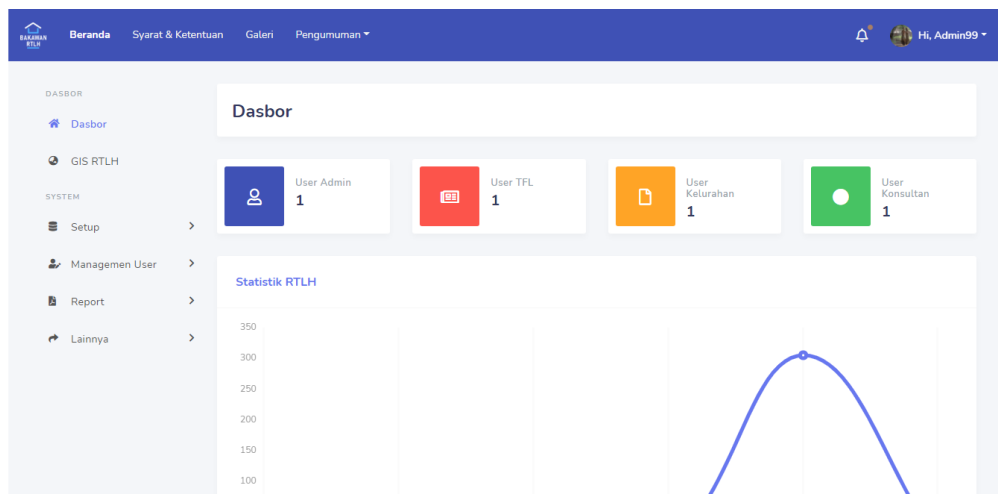 BAKAWAN
RTLH
Beranda Syarat & Ketentuan Galeri Pengumuman
Hi, Admin99
DASBOR
Dasbor
GIS RTLH
SYSTEM
Setup
Managemen User
Report
Lainnya
Dasbor
User Admin
1
User TFL
1
User
Kelurahan
1
User
Konsultan
1
Statistik RTLH
350
300
250
200
150
100